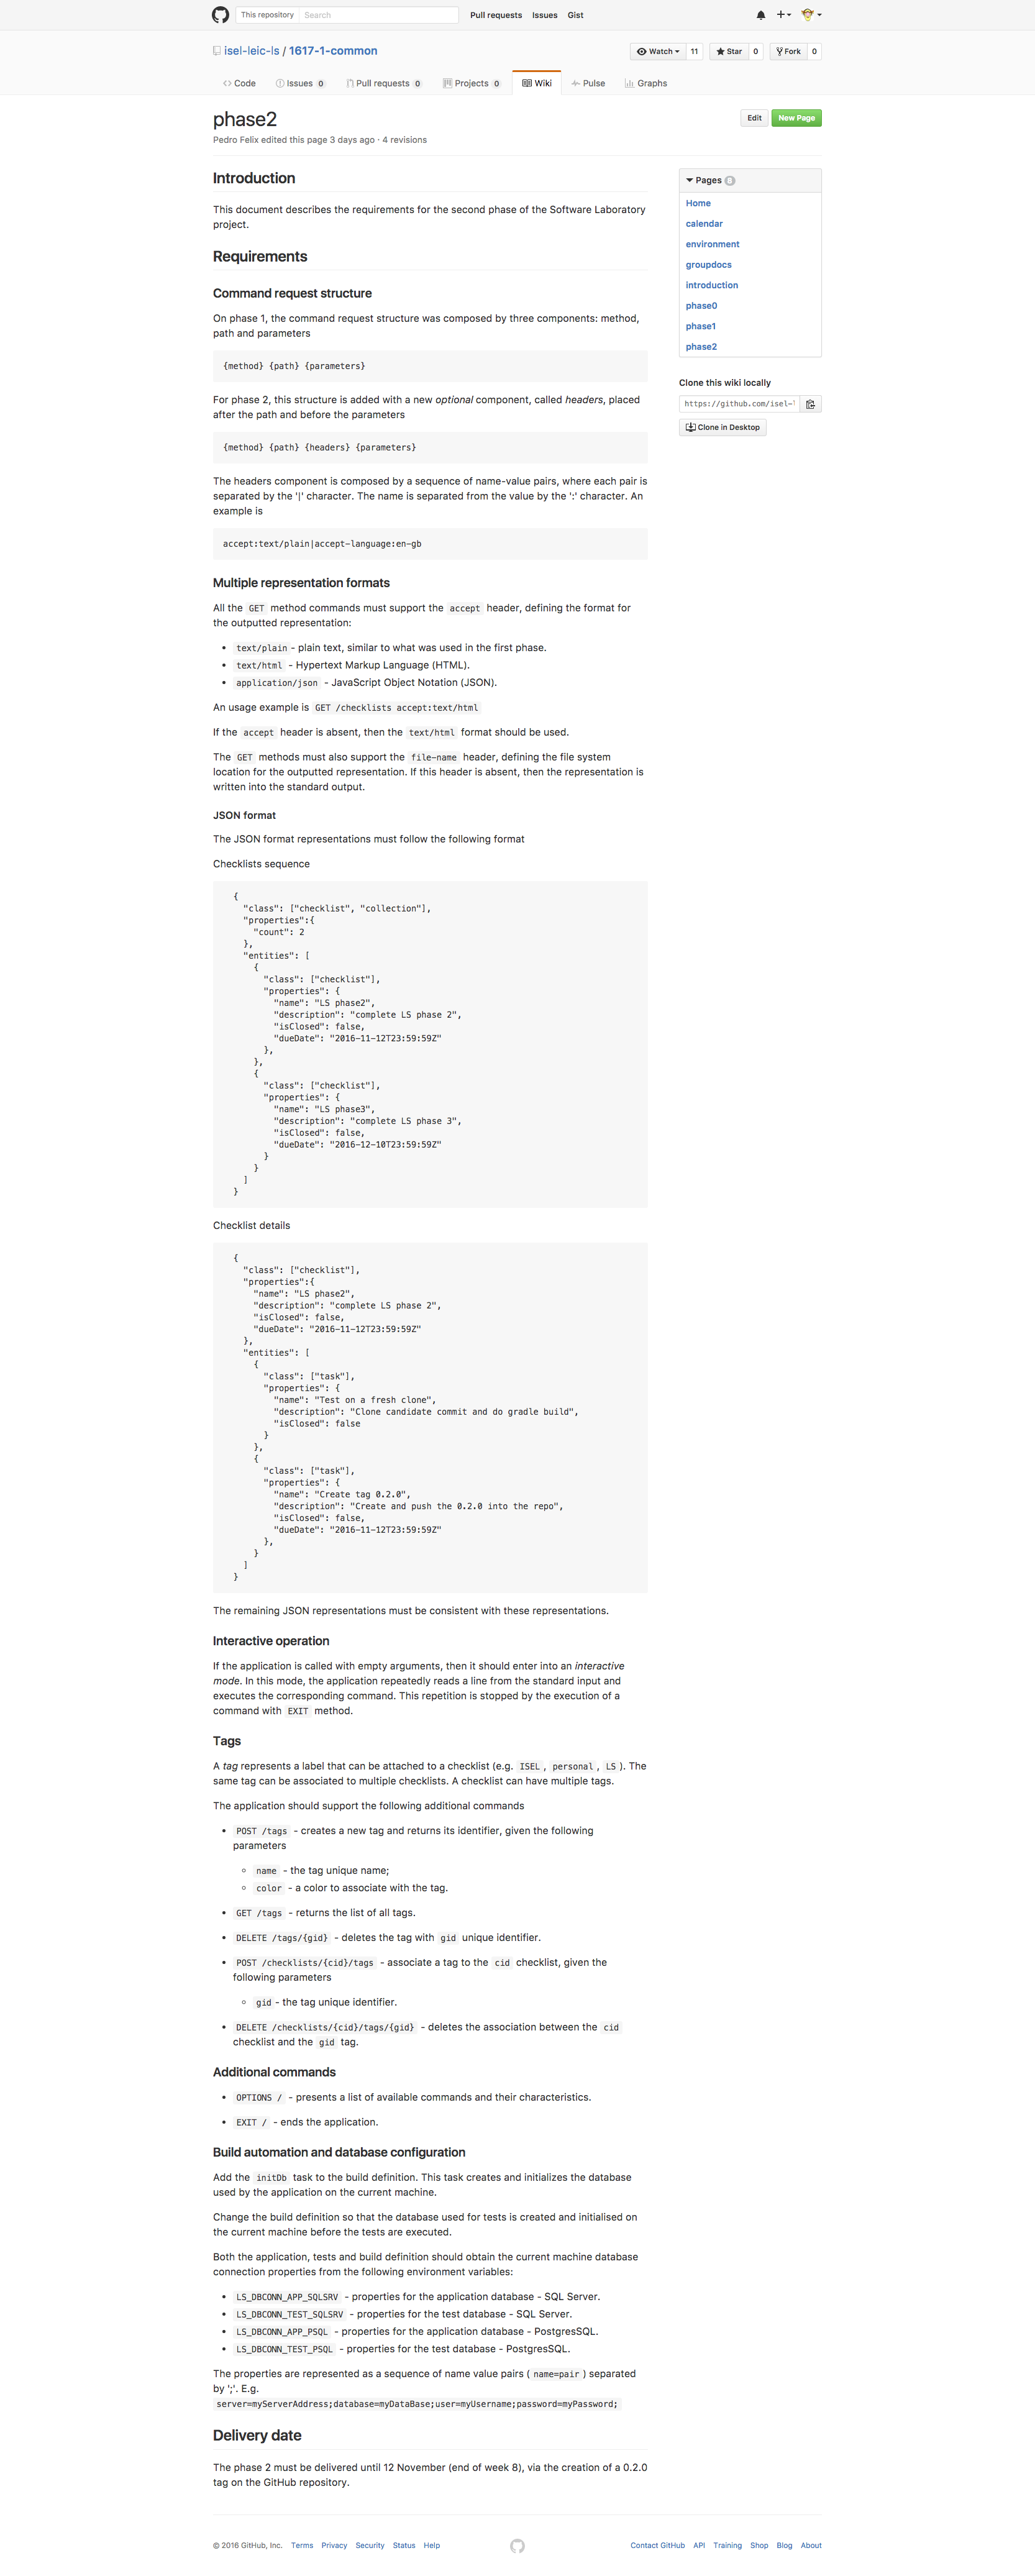 This repository Search Pull requests Issues Gist
isel-leic-ls / 1617-1-common Watch 11 Star 0 Fork 0
Code Issues 0 Pull requests 0 Projects 0 Wiki Pulse Graphs
phase2 Edit New Page
Pedro Felix edited this page 3 days ago · 4 revisions
Introduction
This document describes the requirements for the second phase of the Software Laboratory
project.
Requirements
Command request structure
On phase 1, the command request structure was composed by three components: method,
path and parameters
{method} {path} {parameters}
For phase 2, this structure is added with a new optional component, called headers, placed
after the path and before the parameters
{method} {path} {headers} {parameters}
The headers component is composed by a sequence of name-value pairs, where each pair is
separated by the '|' character. The name is separated from the value by the ':' character. An
example is
accept:text/plain|accept-language:en-gb
Multiple representation formats
All the GET method commands must support the accept header, defining the format for
the outputted representation:
• text/plain - plain text, similar to what was used in the first phase.
• text/html - Hypertext Markup Language (HTML).
• application/json - JavaScript Object Notation (JSON).
An usage example is GET /checklists accept:text/html
If the accept header is absent, then the text/html format should be used.
The GET methods must also support the file-name header, defining the file system
location for the outputted representation. If this header is absent, then the representation is
written into the standard output.
JSON format
The JSON format representations must follow the following format
Checklists sequence
{
"class": ["checklist", "collection"],
"properties":{
"count": 2
},
"entities": [
{
"class": ["checklist"],
"properties": {
"name": "LS phase2",
"description": "complete LS phase 2",
"isClosed": false,
"dueDate": "2016-11-12T23:59:59Z"
},
},
{
"class": ["checklist"],
"properties": {
"name": "LS phase3",
"description": "complete LS phase 3",
"isClosed": false,
"dueDate": "2016-12-10T23:59:59Z"
}
}
]
}
Checklist details
{
"class": ["checklist"],
"properties":{
"name": "LS phase2",
"description": "complete LS phase 2",
"isClosed": false,
"dueDate": "2016-11-12T23:59:59Z"
},
"entities": [
{
"class": ["task"],
"properties": {
"name": "Test on a fresh clone",
"description": "Clone candidate commit and do gradle build",
"isClosed": false
}
},
{
"class": ["task"],
"properties": {
"name": "Create tag 0.2.0",
"description": "Create and push the 0.2.0 into the repo",
"isClosed": false,
"dueDate": "2016-11-12T23:59:59Z"
},
}
]
}
The remaining JSON representations must be consistent with these representations.
Interactive operation
If the application is called with empty arguments, then it should enter into an interactive
mode. In this mode, the application repeatedly reads a line from the standard input and
executes the corresponding command. This repetition is stopped by the execution of a
command with EXIT method.
Tags
A tag represents a label that can be attached to a checklist (e.g. ISEL, personal, LS). The
same tag can be associated to multiple checklists. A checklist can have multiple tags.
The application should support the following additional commands
• POST /tags - creates a new tag and returns its identifier, given the following
parameters
◦ name - the tag unique name;
◦ color - a color to associate with the tag.
• GET /tags - returns the list of all tags.
• DELETE /tags/{gid} - deletes the tag with gid unique identifier.
• POST /checklists/{cid}/tags - associate a tag to the cid checklist, given the
following parameters
◦ gid - the tag unique identifier.
• DELETE /checklists/{cid}/tags/{gid} - deletes the association between the cid
checklist and the gid tag.
Additional commands
• OPTIONS / - presents a list of available commands and their characteristics.
• EXIT / - ends the application.
Build automation and database configuration
Add the initDb task to the build definition. This task creates and initializes the database
used by the application on the current machine.
Change the build definition so that the database used for tests is created and initialised on
the current machine before the tests are executed.
Both the application, tests and build definition should obtain the current machine database
connection properties from the following environment variables:
• LS_DBCONN_APP_SQLSRV - properties for the application database - SQL Server.
• LS_DBCONN_TEST_SQLSRV - properties for the test database - SQL Server.
• LS_DBCONN_APP_PSQL - properties for the application database - PostgresSQL.
• LS_DBCONN_TEST_PSQL - properties for the test database - PostgresSQL.
The properties are represented as a sequence of name value pairs (name=pair) separated
by ';'. E.g.
server=myServerAddress;database=myDataBase;user=myUsername;password=myPassword;
Delivery date
The phase 2 must be delivered until 12 November (end of week 8), via the creation of a 0.2.0
tag on the GitHub repository.
Pages 8
Home
calendar
environment
groupdocs
introduction
phase0
phase1
phase2
Clone this wiki locally
https://github.com/isel-l
Clone in Desktop
© 2016 GitHub, Inc. Terms Privacy Security Status Help Contact GitHub API Training Shop Blog About